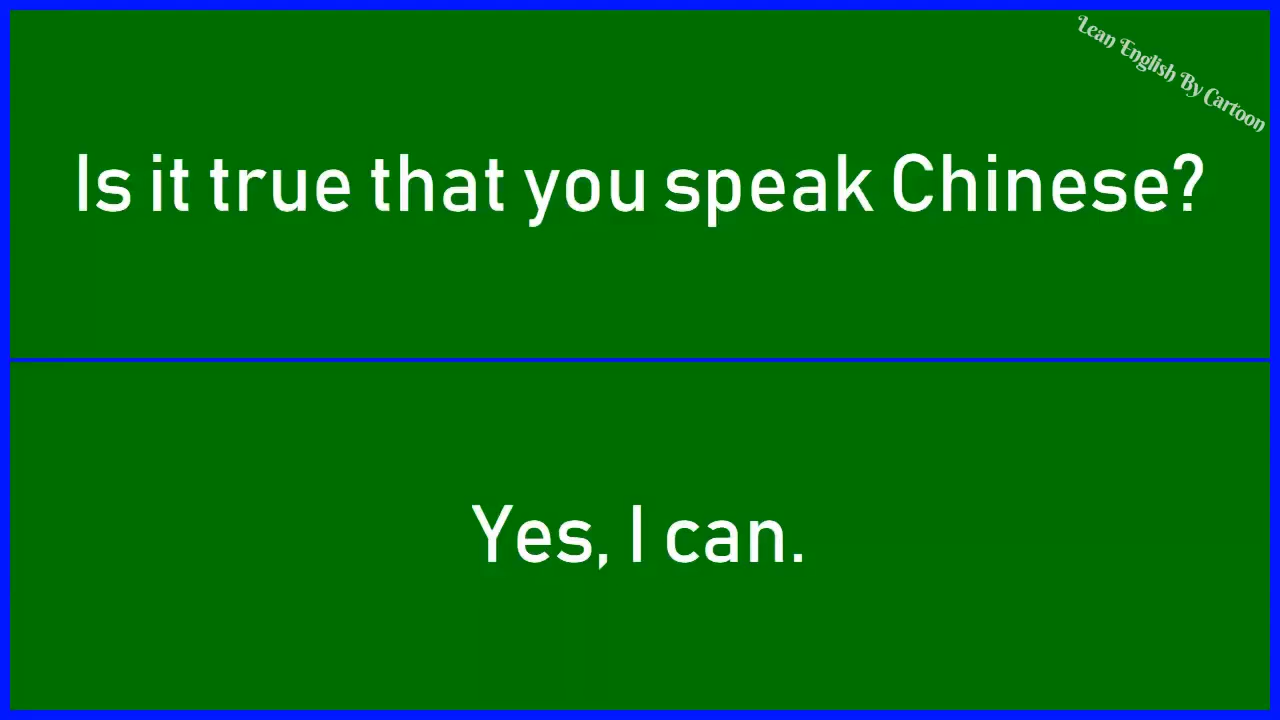 Lean English By Cartoon
Is it true that you speak Chinese?
Yes, I can.